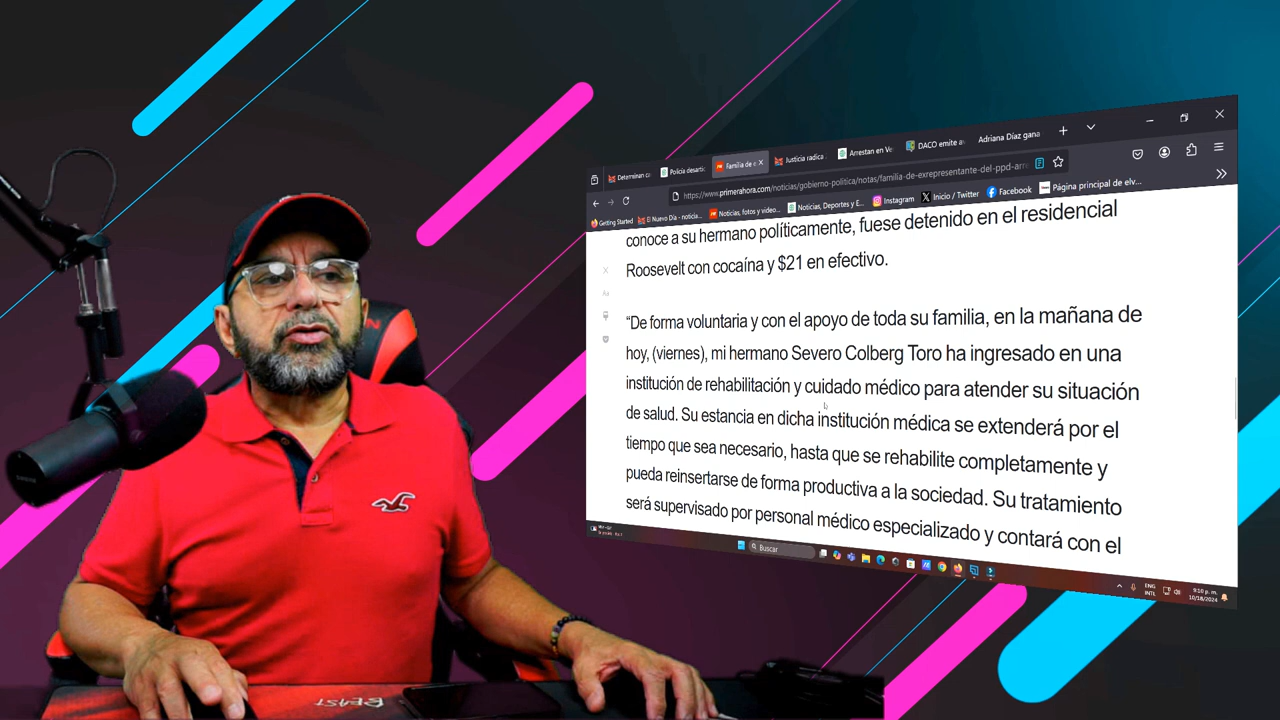 Determinan ca
Policía desarti
Familia de e
Justicia radica
Arrestan en Ve
DACO emite a
Adriana Díaz gana
https://www.primerahora.com/noticias/gobierno-politica/notas/familia-de-exrepresentante-del-ppd-arr
Getting Started
El Nuevo Día - noticia...
Noticias, fotos y video...
Noticias, Deportes y E...
Instagram
Inicio / Twitter
Facebook
Página principal de elv...
conoce a su hermano políticamente, fuese detenido en el residencial
Roosevelt con cocaína y $21 en efectivo.
“De forma voluntaria y con el apoyo de toda su familia, en la mañana de
hoy, (viernes), mi hermano Severo Colberg Toro ha ingresado en una
institución de rehabilitación y cuidado médico para atender su situación
de salud. Su estancia en dicha institución médica se extenderá por el
tiempo que sea necesario, hasta que se rehabilite completamente y
pueda reinsertarse de forma productiva a la sociedad. Su tratamiento
será supervisado por personal médico especializado y contará con el
Buscar
ENG
INTL
9:10 p. m.
10/18/2024
SHURE
BEAST